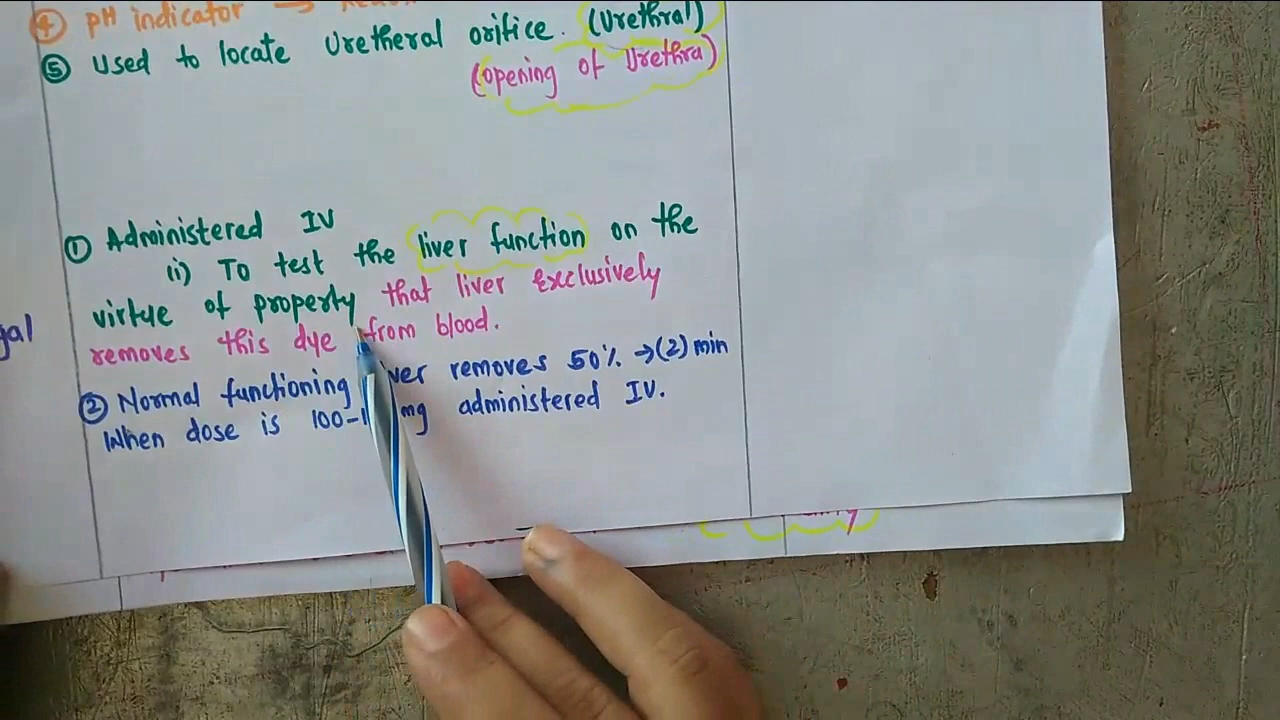 ④ pH indicator →
⑤ Used to locate Uretheral orifice. (Urethral)
(opening of Urethra)
① Administered IV
(i) To test the liver function on the
virtue of property that liver exclusively
removes this dye from blood.
② Normal functioning removes 50% → (2) min
When dose is 100- mg administered IV.